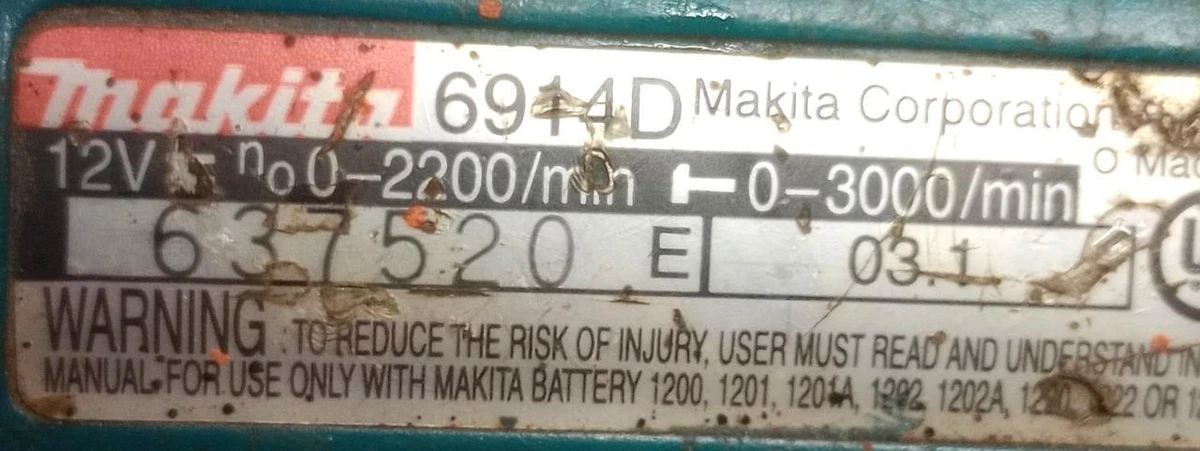 makita 6914D Makita Corporation
12V⎓ n₀ 0-2200/min 0-3000/min
637520 E 03.1
WARNING : TO REDUCE THE RISK OF INJURY, USER MUST READ AND UNDERSTAND
MANUAL. FOR USE ONLY WITH MAKITA BATTERY 1200, 1201, 1201A, 1202, 1202A, OR